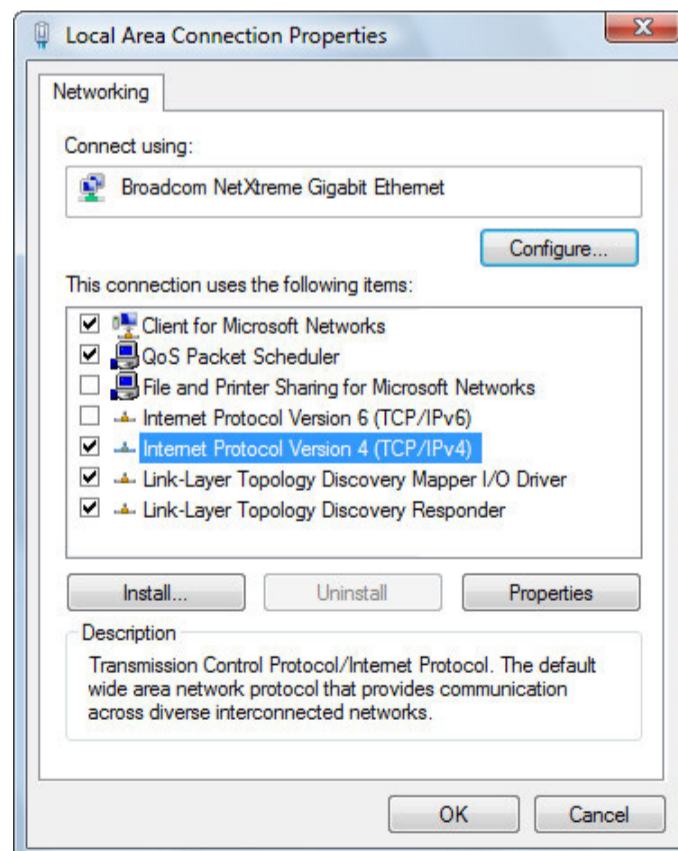 Local Area Connection Properties
Networking
Connect using:
Broadcom NetXtreme Gigabit Ethernet
Configure...
This connection uses the following items:
Client for Microsoft Networks
QoS Packet Scheduler
File and Printer Sharing for Microsoft Networks
Internet Protocol Version 6 (TCP/IPv6)
Internet Protocol Version 4 (TCP/IPv4)
Link-Layer Topology Discovery Mapper I/O Driver
Link-Layer Topology Discovery Responder
Install... Uninstall Properties
Description
Transmission Control Protocol/Internet Protocol. The default
wide area network protocol that provides communication
across diverse interconnected networks.
OK Cancel